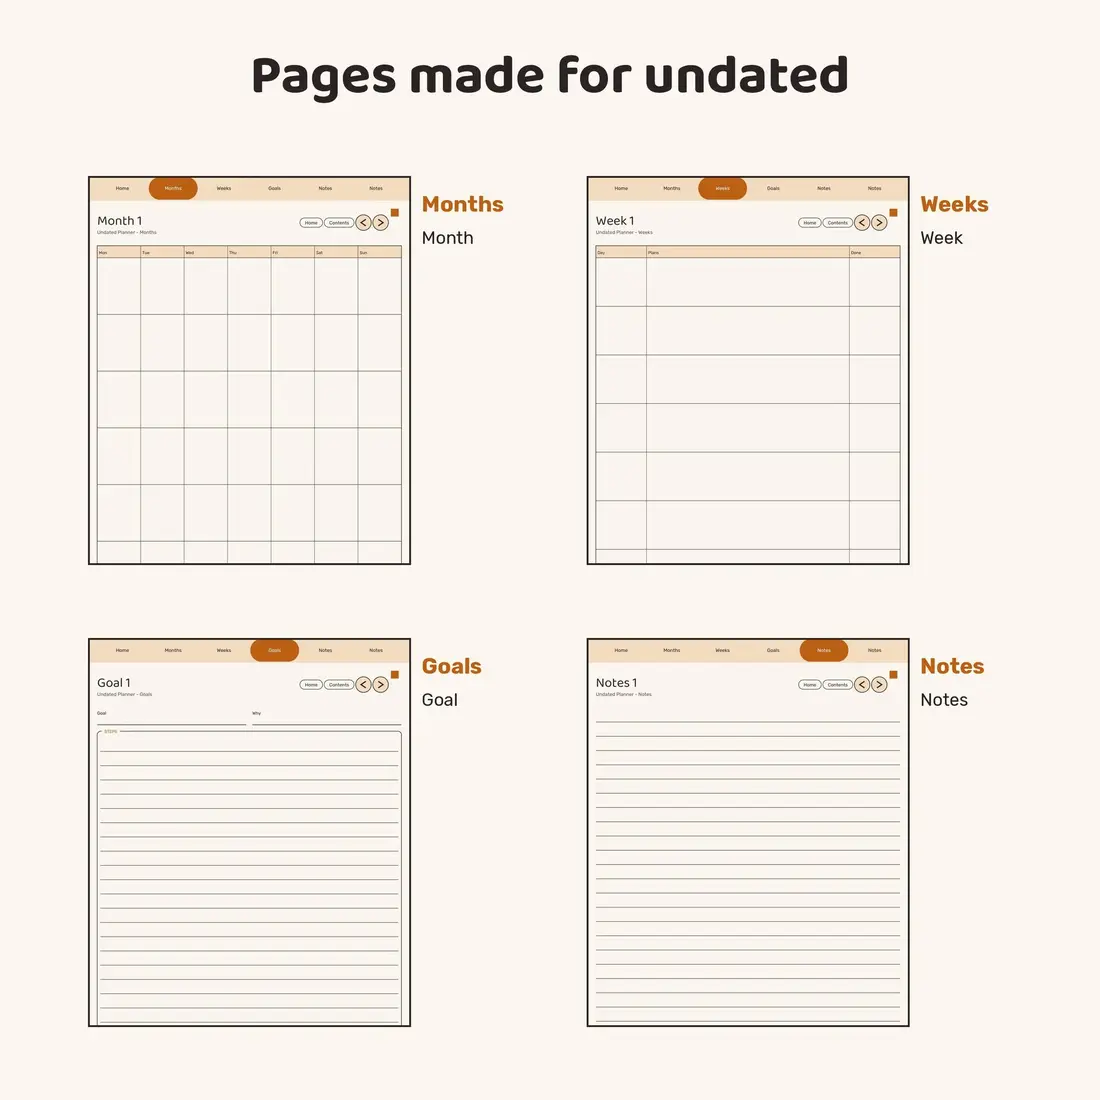 Pages made for undated
Home Months Weeks Goals Notes Notes
Month 1
Undated Planner - Months
Home Contents < >
Mon Tue Wed Thu Fri Sat Sun
Months
Month
Home Months Weeks Goals Notes Notes
Week 1
Undated Planner - Weeks
Home Contents < >
Day Plans Done
Weeks
Week
Home Months Weeks Goals Notes Notes
Goal 1
Undated Planner - Goals
Home Contents < >
Goal Why
STEPS
Goals
Goal
Home Months Weeks Goals Notes Notes
Notes 1
Undated Planner - Notes
Home Contents < >
Notes
Notes